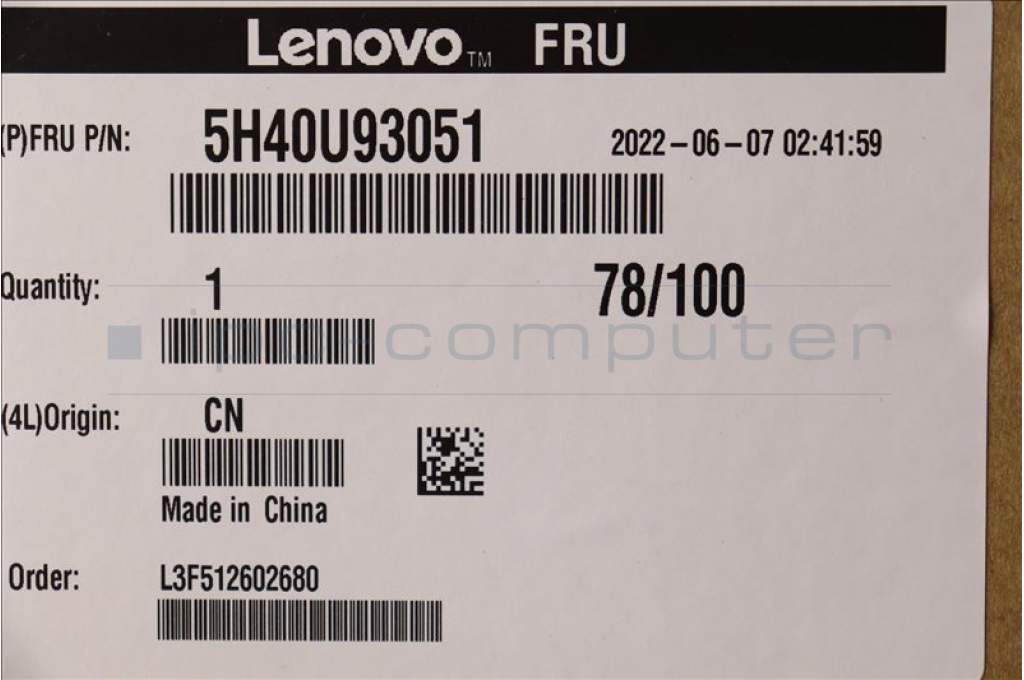 Lenovo™ FRU
(P)FRU P/N: 5H40U93051 2022-06-07 02:41:59
Quantity: 1 78/100
ipc-computer
(4L)Origin: CN
Made in China
Order: L3F512602680